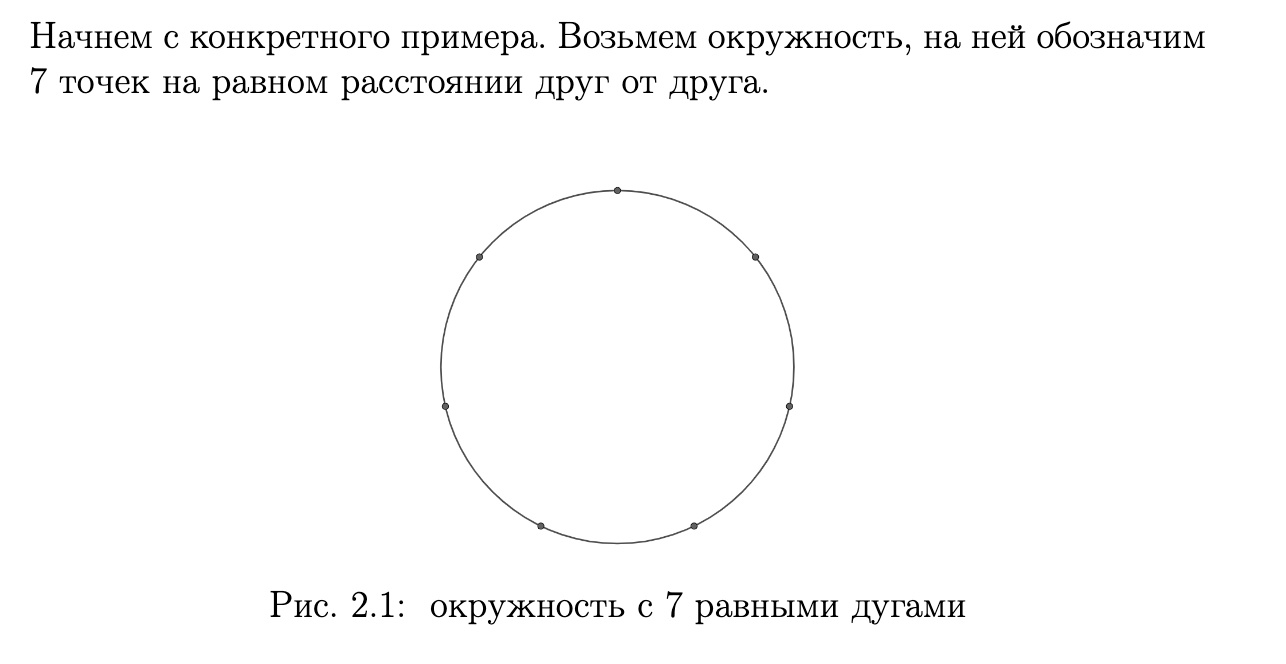 Начнем с конкретного примера. Возьмем окружность, на ней обозначим
7 точек на равном расстоянии друг от друга.
Рис. 2.1: окружность с 7 равными дугами